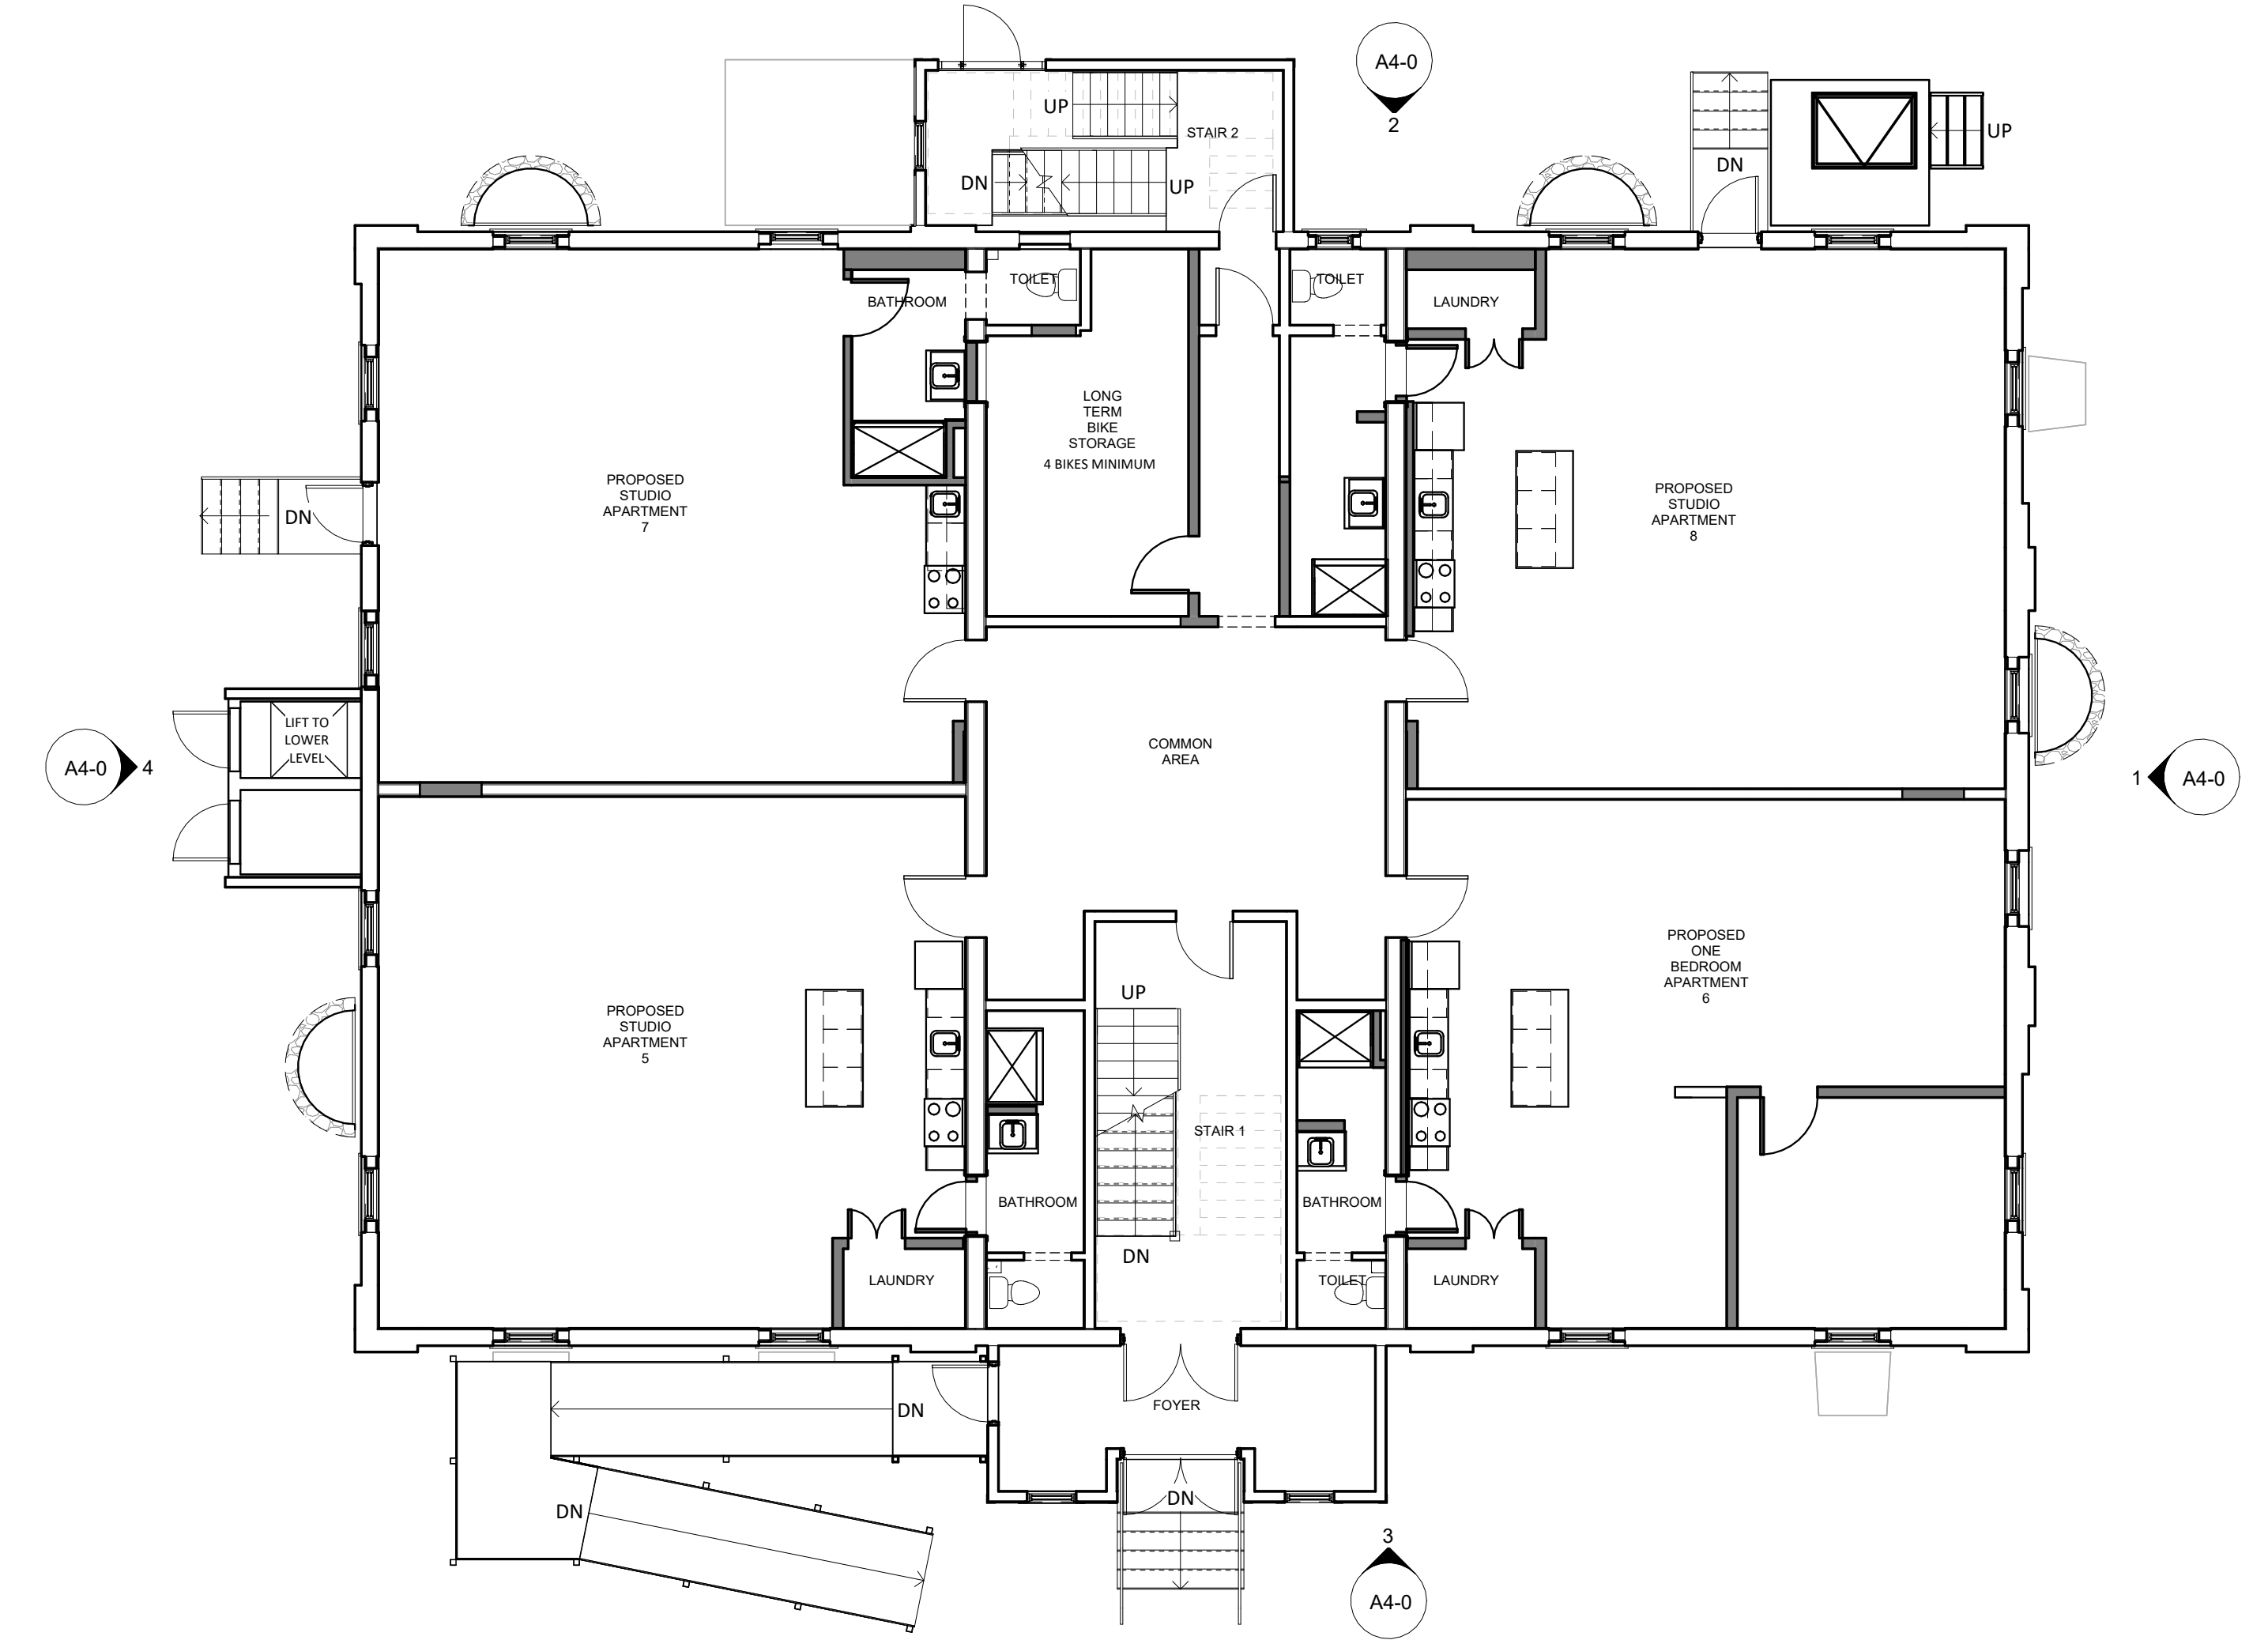 A4-0
2
UP
STAIR 2
DN
UP
DN
UP
TOILET
BATHROOM
TOILET
LAUNDRY
LONG
TERM
BIKE
STORAGE
4 BIKES MINIMUM
PROPOSED
STUDIO
APARTMENT
7
PROPOSED
STUDIO
APARTMENT
8
DN
LIFT TO
LOWER
LEVEL
A4-0
4
COMMON
AREA
1
A4-0
PROPOSED
ONE
BEDROOM
APARTMENT
6
PROPOSED
STUDIO
APARTMENT
5
UP
STAIR 1
BATHROOM
BATHROOM
DN
LAUNDRY
TOILET
LAUNDRY
DN
FOYER
DN
DN
3
A4-0